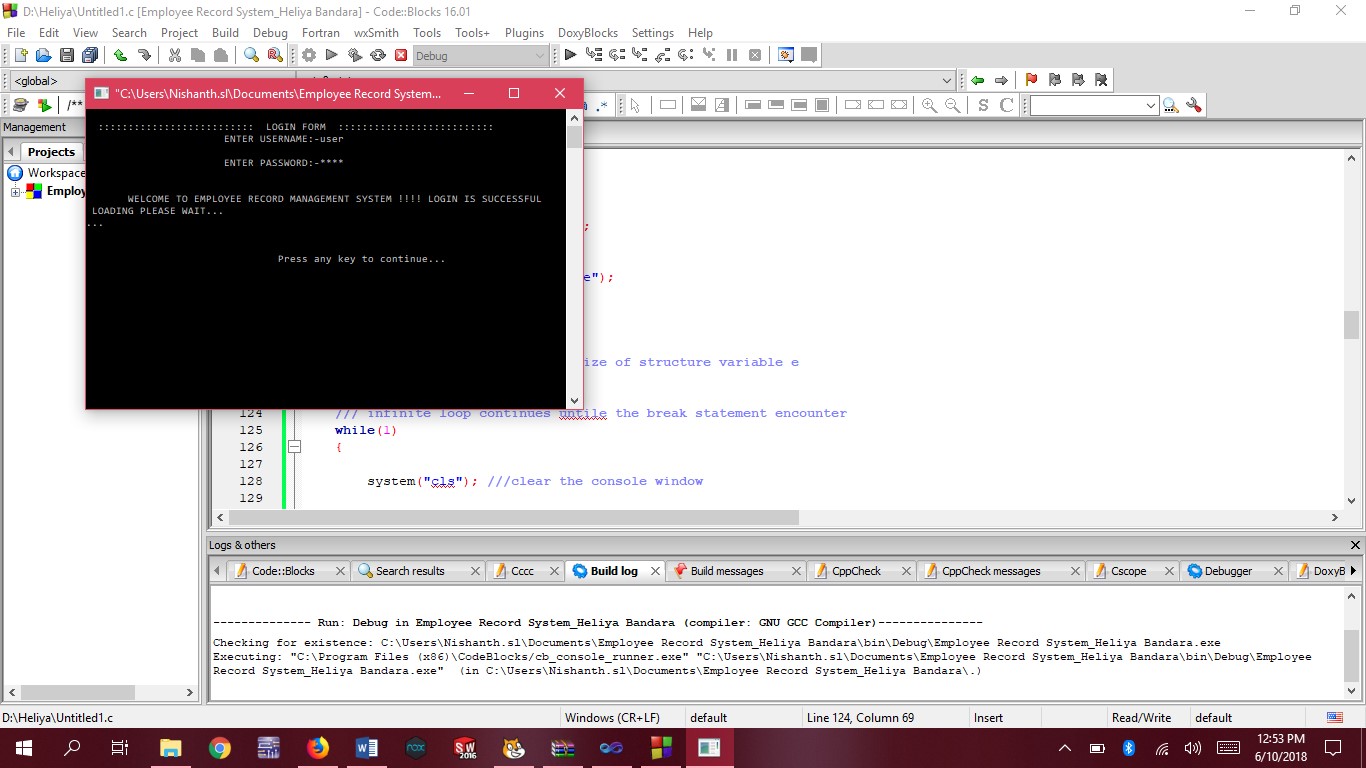 D:\Heliya\Untitled1.c [Employee Record System_Heliya Bandara] - Code::Blocks 16.01
File Edit View Search Project Build Debug Fortran wxSmith Tools Tools+ Plugins DoxyBlocks Settings Help
Debug
<global>
/**
.*
S C
"C:\Users\Nishanth.sl\Documents\Employee Record System...
:::::::::::::::::::::::::: LOGIN FORM ::::::::::::::::::::::::::
ENTER USERNAME:-user
ENTER PASSWORD:-****
WELCOME TO EMPLOYEE RECORD MANAGEMENT SYSTEM !!!! LOGIN IS SUCCESSFUL
LOADING PLEASE WAIT...
...
Press any key to continue...
Management
Projects
Workspace
Employ
;
e");
ize of structure variable e
124 /// infinite loop continues untile the break statement encounter
125 while(1)
126 {
127
128 system("cls"); ///clear the console window
129
Logs & others
Code::Blocks Search results Cccc Build log Build messages CppCheck CppCheck messages Cscope Debugger DoxyB
-------------- Run: Debug in Employee Record System_Heliya Bandara (compiler: GNU GCC Compiler)---------------
Checking for existence: C:\Users\Nishanth.sl\Documents\Employee Record System_Heliya Bandara\bin\Debug\Employee Record System_Heliya Bandara.exe
Executing: "C:\Program Files (x86)\CodeBlocks/cb_console_runner.exe" "C:\Users\Nishanth.sl\Documents\Employee Record System_Heliya Bandara\bin\Debug\Employee
Record System_Heliya Bandara.exe"  (in C:\Users\Nishanth.sl\Documents\Employee Record System_Heliya Bandara\.)
D:\Heliya\Untitled1.c Windows (CR+LF) default Line 124, Column 69 Insert Read/Write default
12:53 PM
6/10/2018